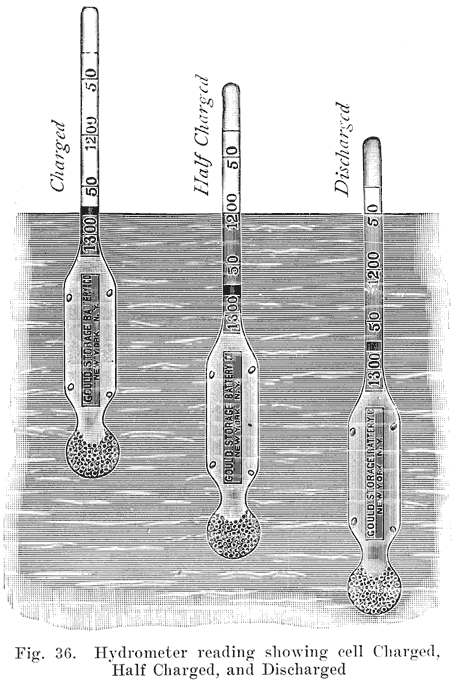 Charged
50
1200
50
1300
GOULD STORAGE BATTERY CO
NEW YORK N.Y.
Half Charged
50
1200
50
1300
GOULD STORAGE BATTERY CO
NEW YORK N.Y.
Discharged
50
1200
50
1300
GOULD STORAGE BATTERY CO
NEW YORK N.Y.
Fig. 36. Hydrometer reading showing cell Charged,
Half Charged, and Discharged